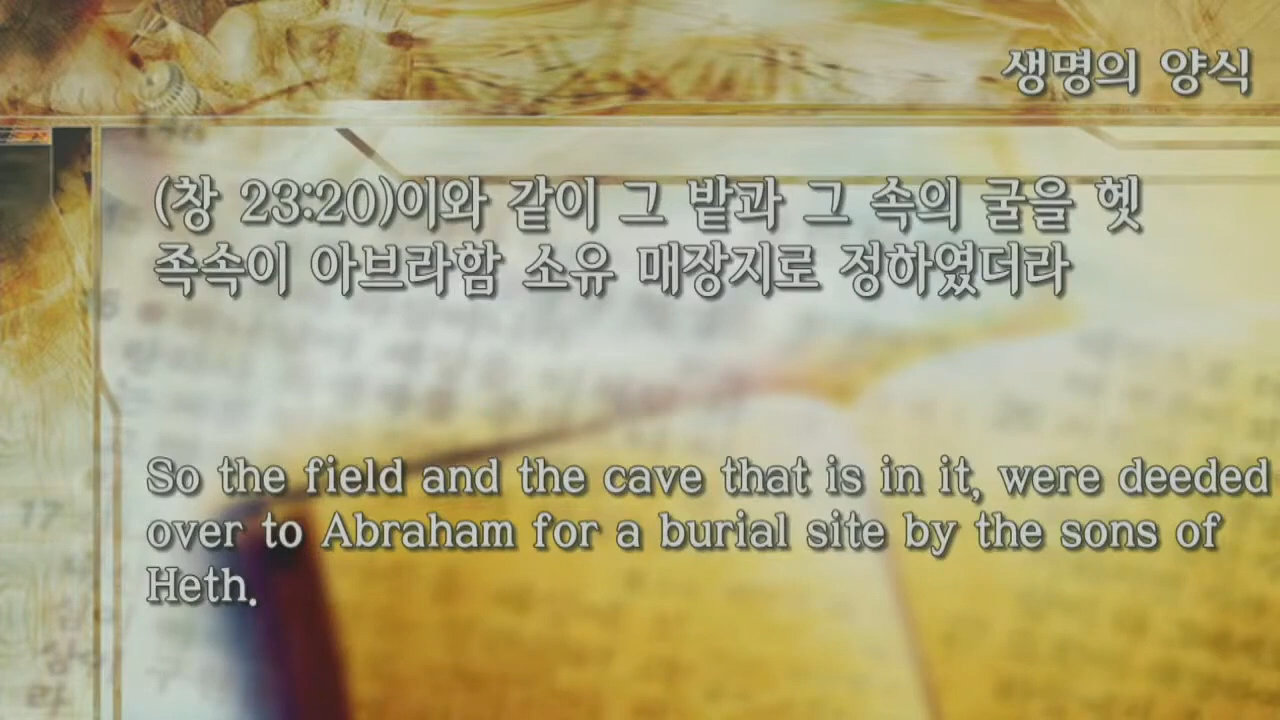 생명의 양식
(창 23:20)이와 같이 그 밭과 그 속의 굴을 헷
족속이 아브라함 소유 매장지로 정하였더라
So the field and the cave that is in it, were deeded
over to Abraham for a burial site by the sons of
Heth.